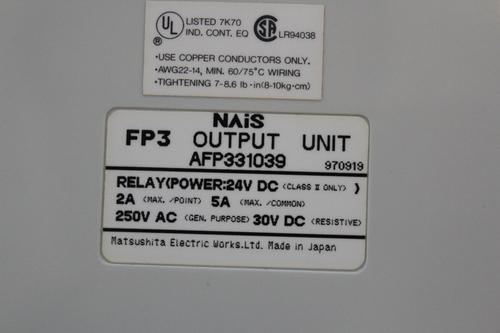 UL LISTED 7K70
® IND. CONT. EQ SA LR94038
•USE COPPER CONDUCTORS ONLY.
•AWG22-14, MIN. 60/75°C WIRING
•TIGHTENING 7-8.6 lb·in(8-10kg·cm)
NAiS
FP3 OUTPUT UNIT
AFP331039 970919
RELAY(POWER:24V DC (CLASS II ONLY) )
2A (MAX./POINT) 5A (MAX./COMMON)
250V AC (GEN. PURPOSE) 30V DC (RESISTIVE)
Matsushita Electric Works.Ltd. Made in Japan